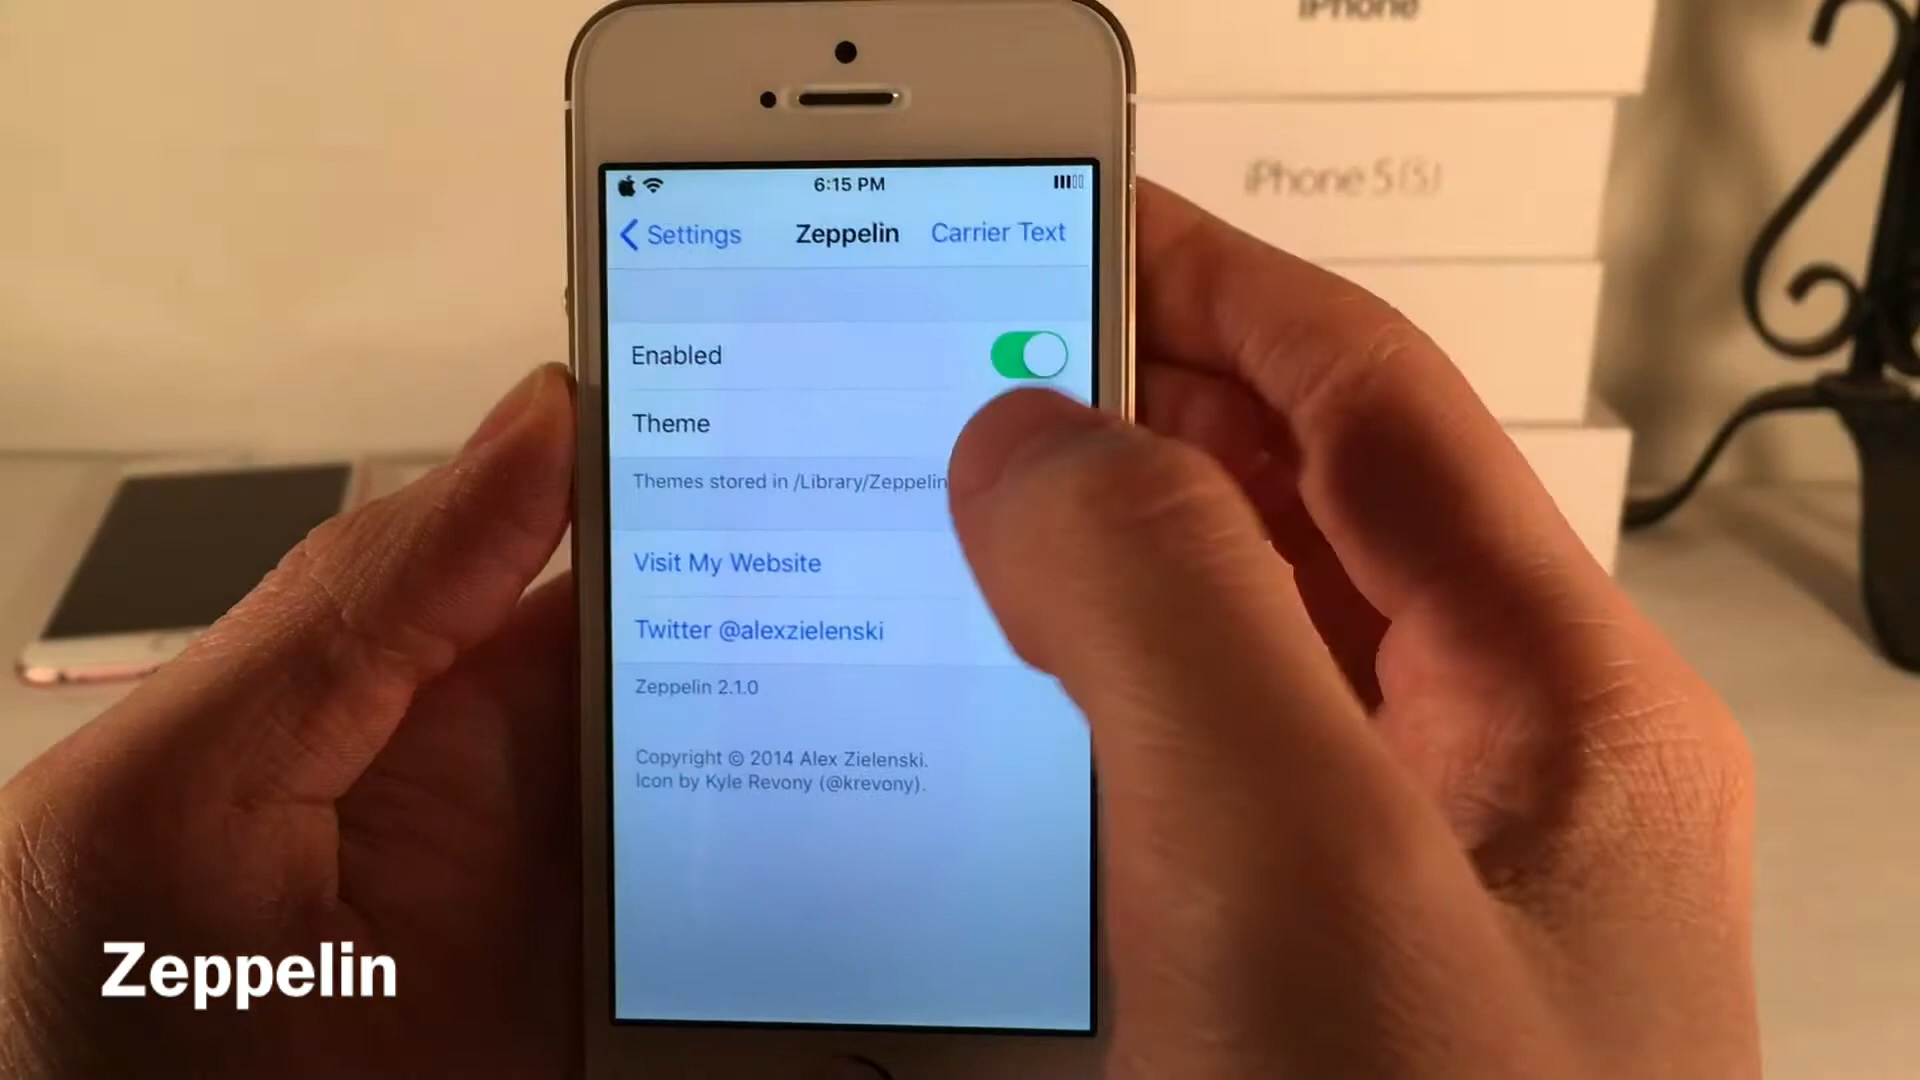 iPhone
iPhone 5(s)
6:15 PM
Settings
Zeppelin
Carrier Text
Enabled
Theme
Themes stored in /Library/Zeppelin
Visit My Website
Twitter @alexzielenski
Zeppelin 2.1.0
Copyright © 2014 Alex Zielenski.
Icon by Kyle Revony (@krevony).
Zeppelin